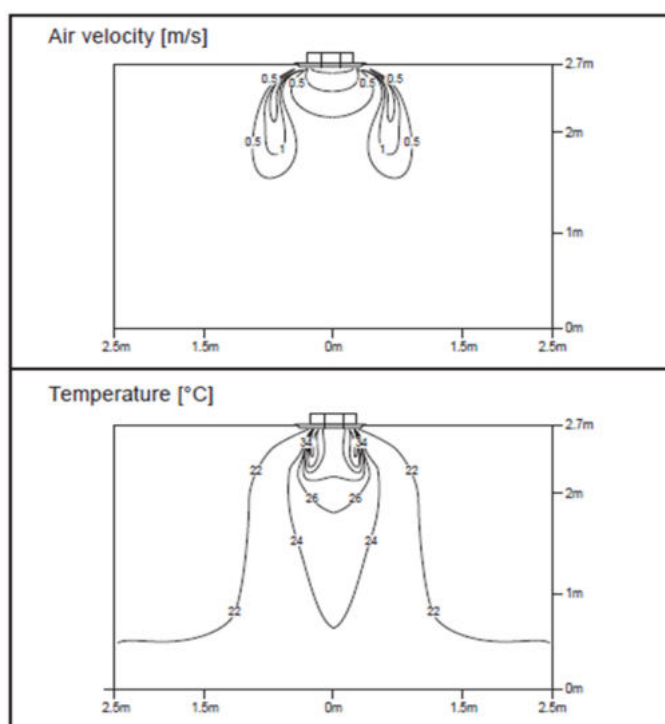 Air velocity [m/s]
0.5 0.5 0.5 0.5
0.5 1 1 0.5
2.7m
2m
1m
0m
2.5m 1.5m 0m 1.5m 2.5m
Temperature [°C]
34 34
22 22
26 26
24 24
22 22
2.7m
2m
1m
0m
2.5m 1.5m 0m 1.5m 2.5m